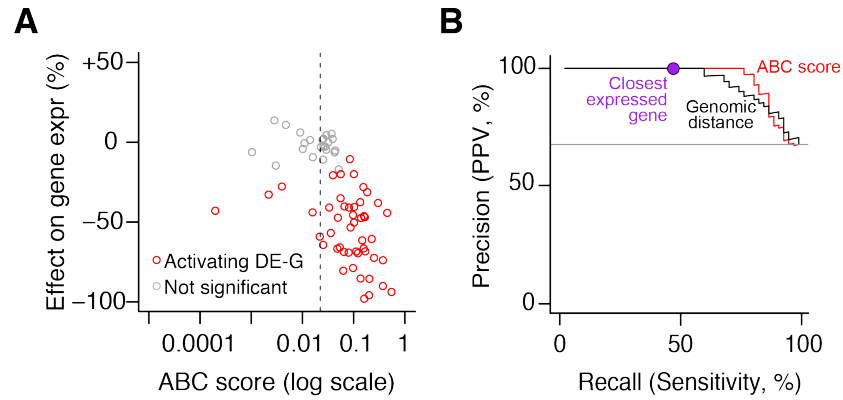 A
Effect on gene expr (%)
+50
0
−50
−100
Activating DE-G
Not significant
0.0001
0.01
0.1
1
ABC score (log scale)
B
Precision (PPV, %)
100
50
0
ABC score
Closest
expressed
gene
Genomic
distance
0
50
100
Recall (Sensitivity, %)